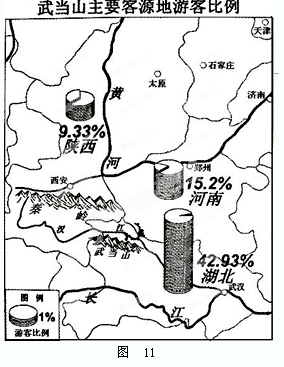 武当山主要客源地游客比例
天津
石家庄
太原
济南
黄
河
9.33%
陕西
西安
郑州
15.2%
河南
秦
岭
汉
江
武当山
42.93%
湖北
武汉
长
江
图 例
1%
游客比例
图 11